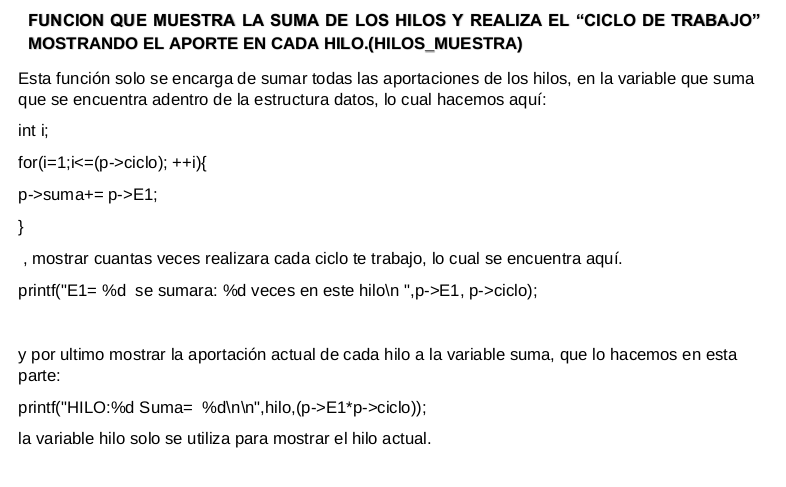 FUNCION QUE MUESTRA LA SUMA DE LOS HILOS Y REALIZA EL “CICLO DE TRABAJO”
MOSTRANDO EL APORTE EN CADA HILO.(HILOS_MUESTRA)
Esta función solo se encarga de sumar todas las aportaciones de los hilos, en la variable que suma
que se encuentra adentro de la estructura datos, lo cual hacemos aquí:
int i;
for(i=1;i<=(p->ciclo); ++i){
p->suma+= p->E1;
}
, mostrar cuantas veces realizara cada ciclo te trabajo, lo cual se encuentra aquí.
printf("E1= %d  se sumara: %d veces en este hilo\n ",p->E1, p->ciclo);
y por ultimo mostrar la aportación actual de cada hilo a la variable suma, que lo hacemos en esta
parte:
printf("HILO:%d Suma=  %d\n\n",hilo,(p->E1*p->ciclo));
la variable hilo solo se utiliza para mostrar el hilo actual.